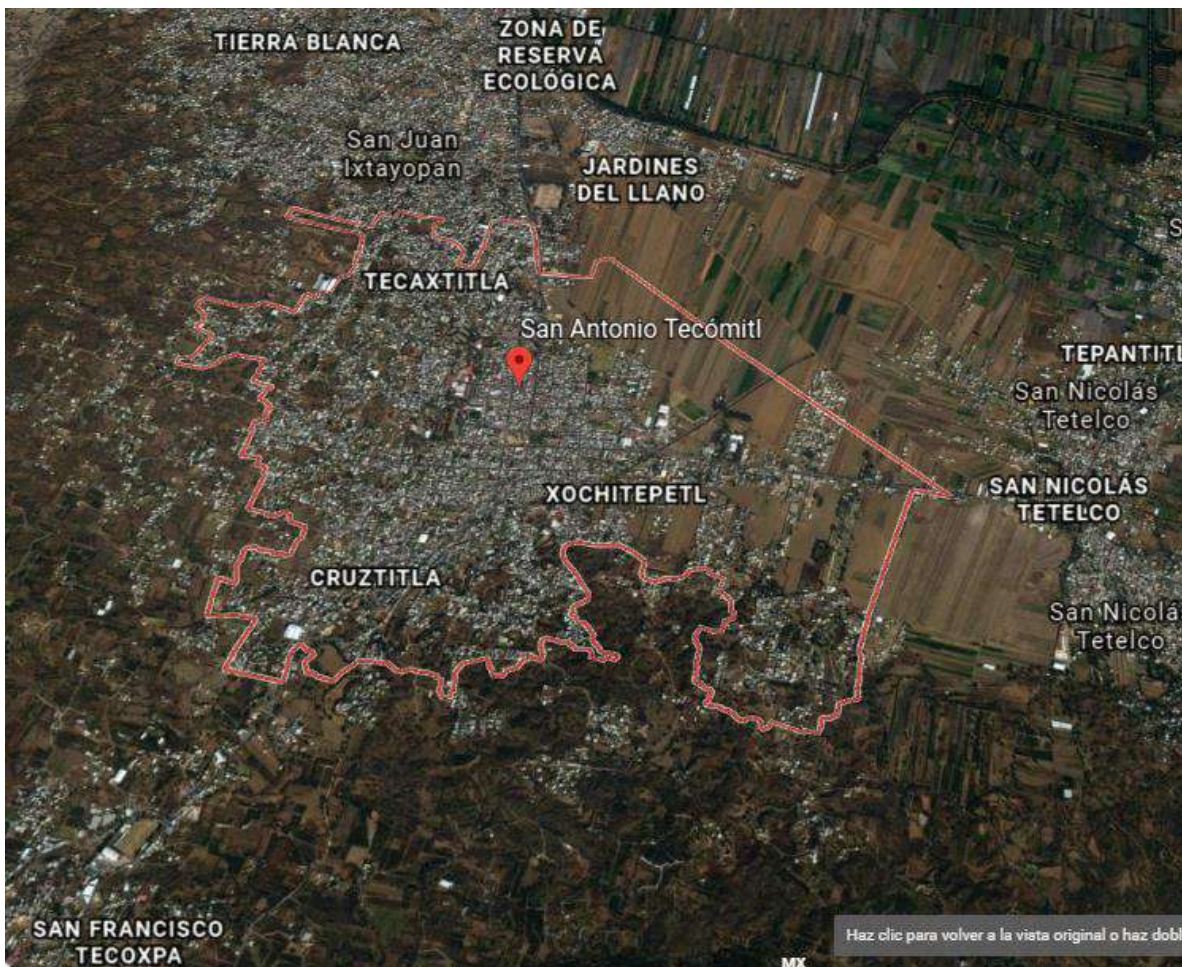 TIERRA BLANCA
ZONA DE
RESERVA
ECOLÓGICA
San Juan
Ixtayopan
JARDINES
DEL LLANO
S
TECAXTITLA
San Antonio Tecómitl
TEPANTITL
San Nicolás
Tetelco
XOCHITEPETL
SAN NICOLÁS
TETELCO
CRUZTITLA
San Nicolá
Tetelco
SAN FRANCISCO
TECOXPA
Haz clic para volver a la vista original o haz dobl
MX